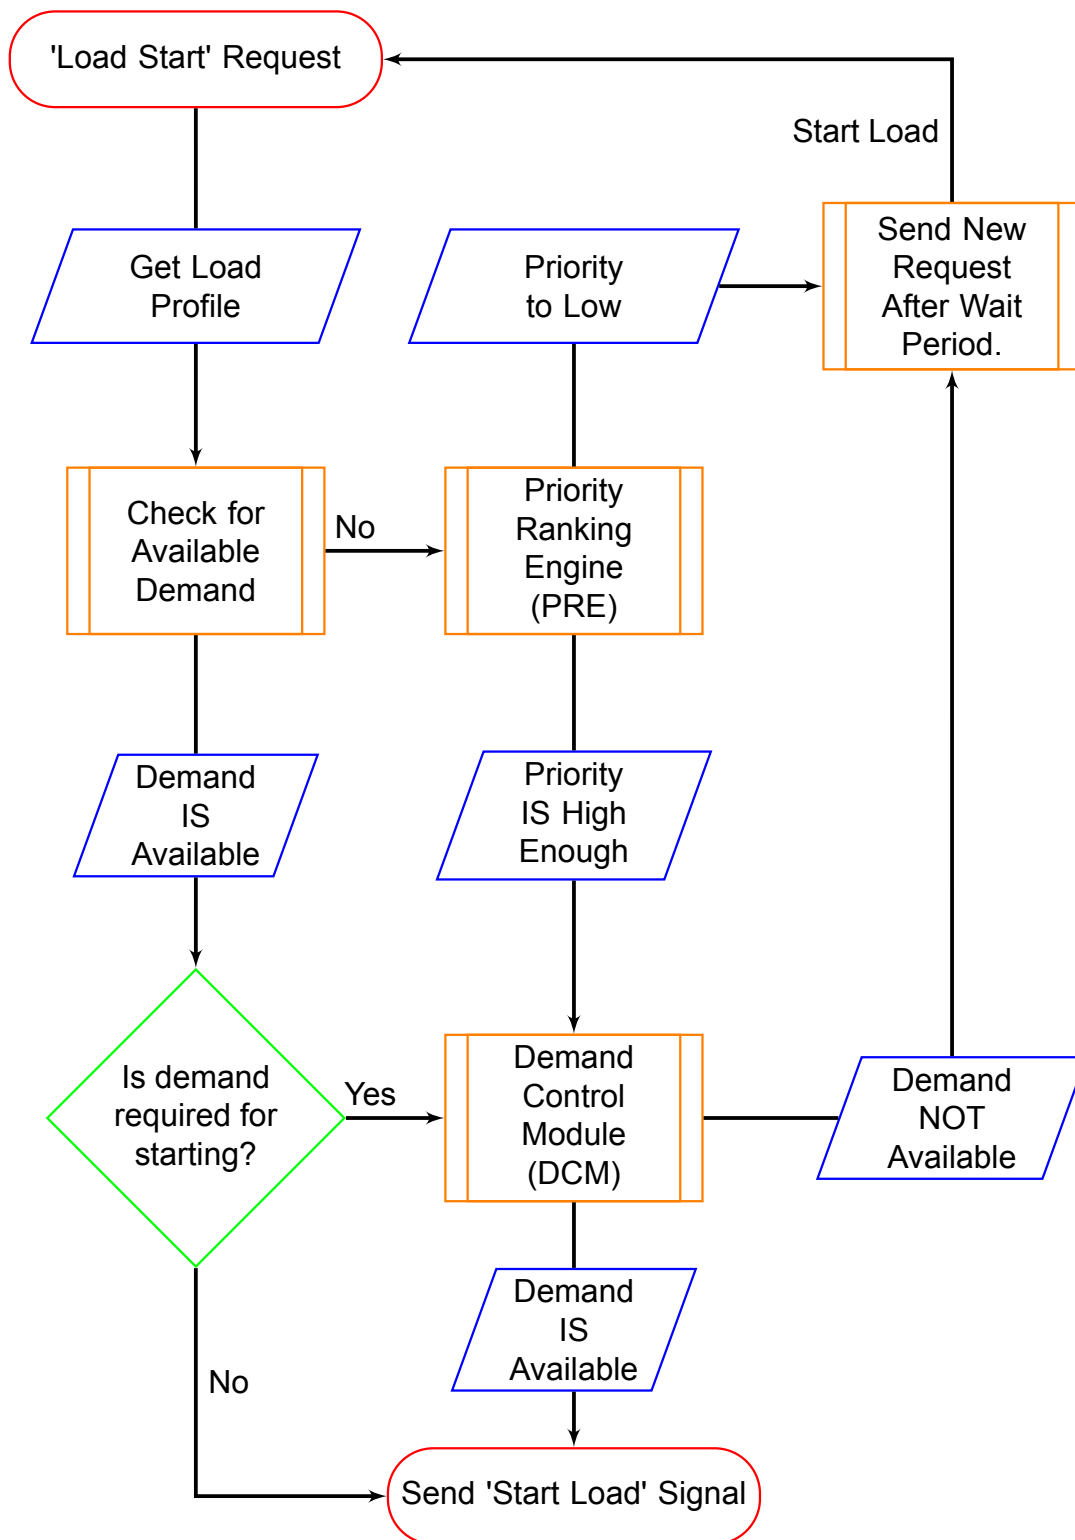 'Load Start' Request
Start Load
Get Load
Profile
Priority
to Low
Send New
Request
After Wait
Period.
Check for
Available
Demand
No
Priority
Ranking
Engine
(PRE)
Demand
IS
Available
Priority
IS High
Enough
Is demand
required for
starting?
Yes
Demand
Control
Module
(DCM)
Demand
NOT
Available
No
Demand
IS
Available
Send 'Start Load' Signal